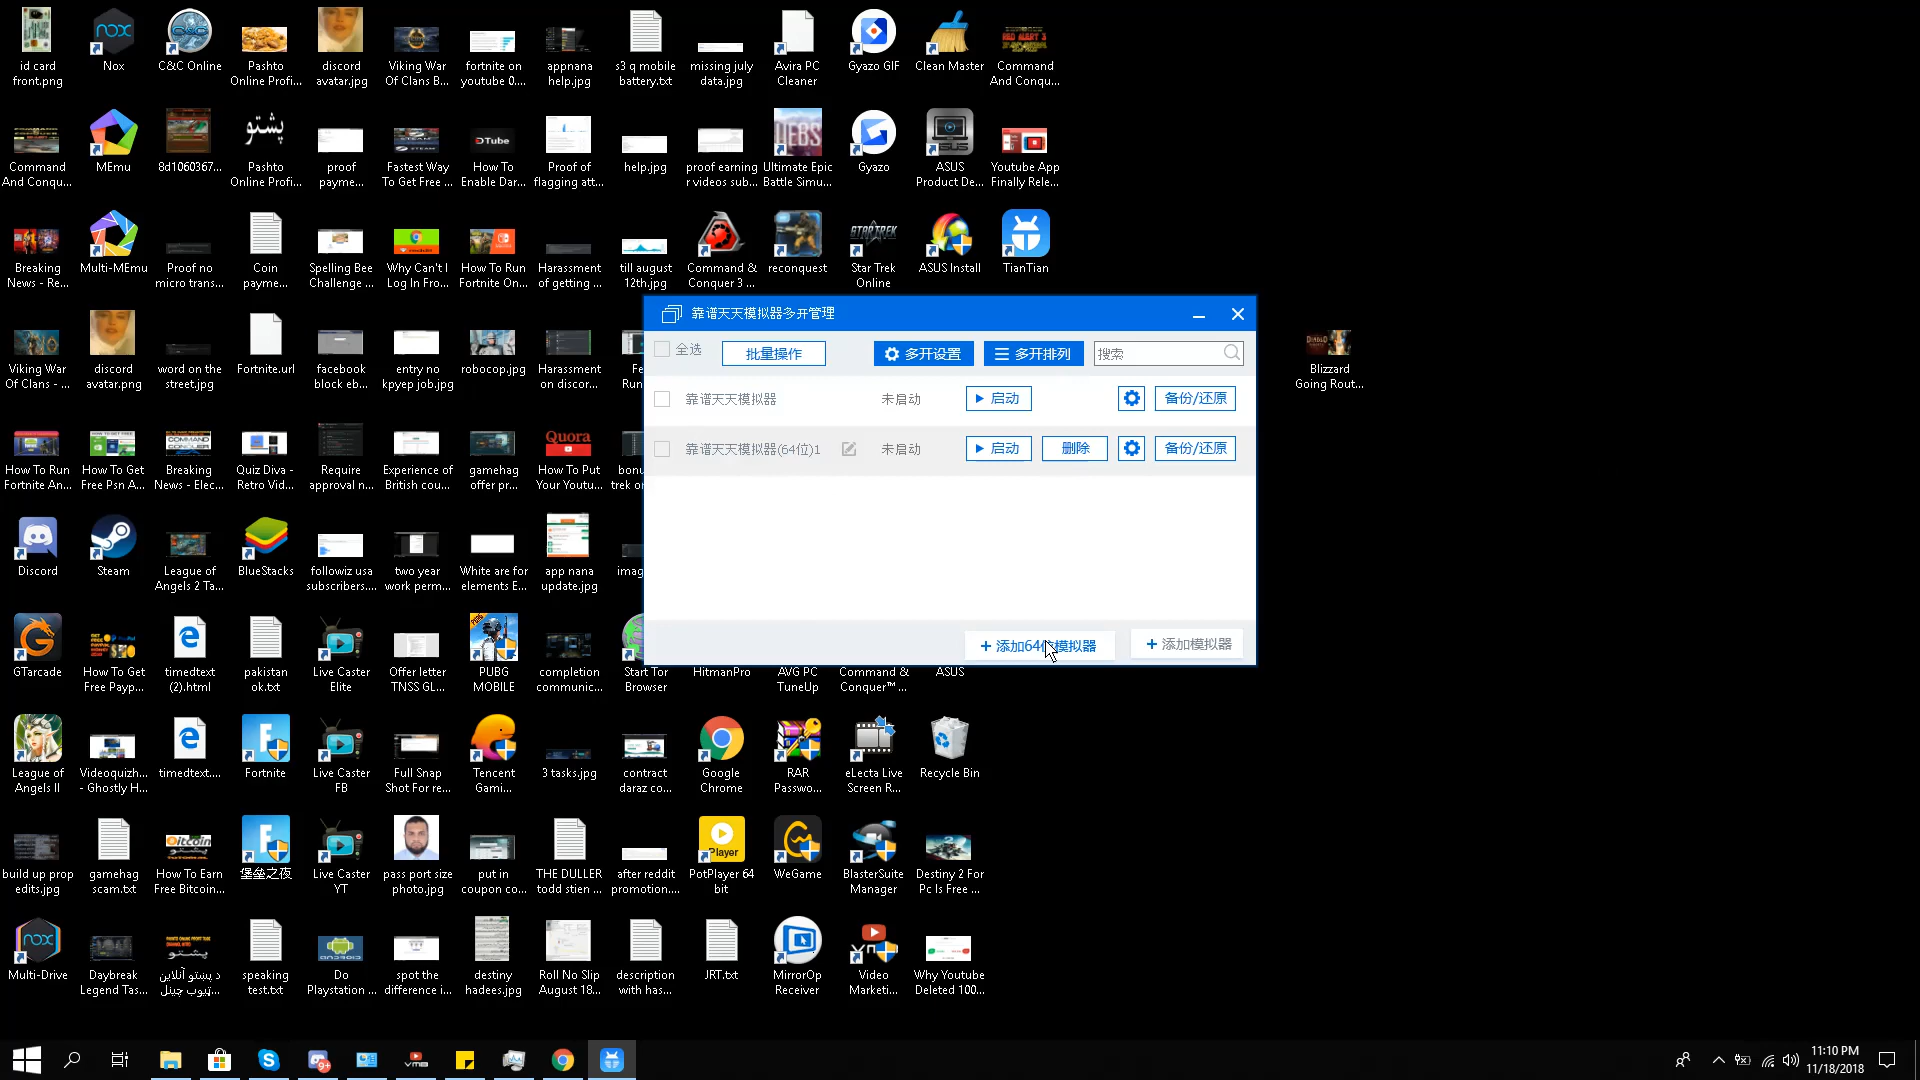 id card
front.png
Nox
C&C Online
Pashto
Online Profi...
discord
avatar.jpg
Viking War
Of Clans B...
fortnite on
youtube 0....
appnana
help.jpg
s3 q mobile
battery.txt
missing july
data.jpg
Avira PC
Cleaner
Gyazo GIF
Clean Master
Command
And Conqu...
Command
And Conqu...
MEmu
8d1060367...
پشتو
Pashto
Online Profi...
proof
payme...
Fastest Way
To Get Free ...
DTube
How To
Enable Dar...
Proof of
flagging att...
help.jpg
proof earning
r videos sub...
Ultimate Epic
Battle Simu...
Gyazo
ASUS
Product De...
Youtube App
Finally Rele...
Breaking
News - Re...
Multi-MEmu
Proof no
micro trans...
Coin
payme...
Spelling Bee
Challenge ...
Why Can't I
Log In Fro...
How To Run
Fortnite On...
Harassment
of getting ...
till august
12th.jpg
Command &
Conquer 3 ...
reconquest
Star Trek
Online
ASUS Install
TianTian
靠谱天天模拟器多开管理
全选
批量操作
多开设置
多开排列
搜索
靠谱天天模拟器
未启动
启动
备份/还原
靠谱天天模拟器(64位)1
未启动
启动
删除
备份/还原
+ 添加64位模拟器
+ 添加模拟器
Viking War
Of Clans - ...
discord
avatar.png
word on the
street.jpg
Fortnite.url
facebook
block eb...
entry no
kpyep job.jpg
robocop.jpg
Harassment
on discor...
Fe
Run
Blizzard
Going Rout...
How To Run
Fortnite An...
How To Get
Free Psn A...
Breaking
News - Elec...
Quiz Diva -
Retro Vid...
Require
approval n...
Experience of
British cou...
gamehag
offer pr...
Quora
How To Put
Your Youtu...
bonu
trek or
Discord
Steam
League of
Angels 2 Ta...
BlueStacks
followiz usa
subscribers....
two year
work perm...
White are for
elements E...
app nana
update.jpg
imag
GTarcade
How To Get
Free Payp...
timedtext
(2).html
pakistan
ok.txt
Live Caster
Elite
Offer letter
TNSS GL...
PUBG
MOBILE
completion
communic...
Start Tor
Browser
HitmanPro
AVG PC
TuneUp
Command &
Conquer™ ...
ASUS
League of
Angels II
Videoquizh...
- Ghostly H...
timedtext....
Fortnite
Live Caster
FB
Full Snap
Shot For re...
Tencent
Gami...
3 tasks.jpg
contract
daraz co...
Google
Chrome
RAR
Passwo...
eLecta Live
Screen R...
Recycle Bin
build up prop
edits.jpg
gamehag
scam.txt
How To Earn
Free Bitcoin...
堡垒之夜
Live Caster
YT
pass port size
photo.jpg
put in
coupon co...
THE DULLER
todd stien ...
after reddit
promotion....
PotPlayer 64
bit
WeGame
BlasterSuite
Manager
Destiny 2 For
Pc Is Free ...
Multi-Drive
Daybreak
Legend Tas...
د پښتو آنلاین
ټیوب چینل...
speaking
test.txt
Do
Playstation ...
spot the
difference i...
destiny
hadees.jpg
Roll No Slip
August 18...
description
with has...
JRT.txt
MirrorOp
Receiver
Video
Marketi...
Why Youtube
Deleted 100...
11:10 PM
11/18/2018